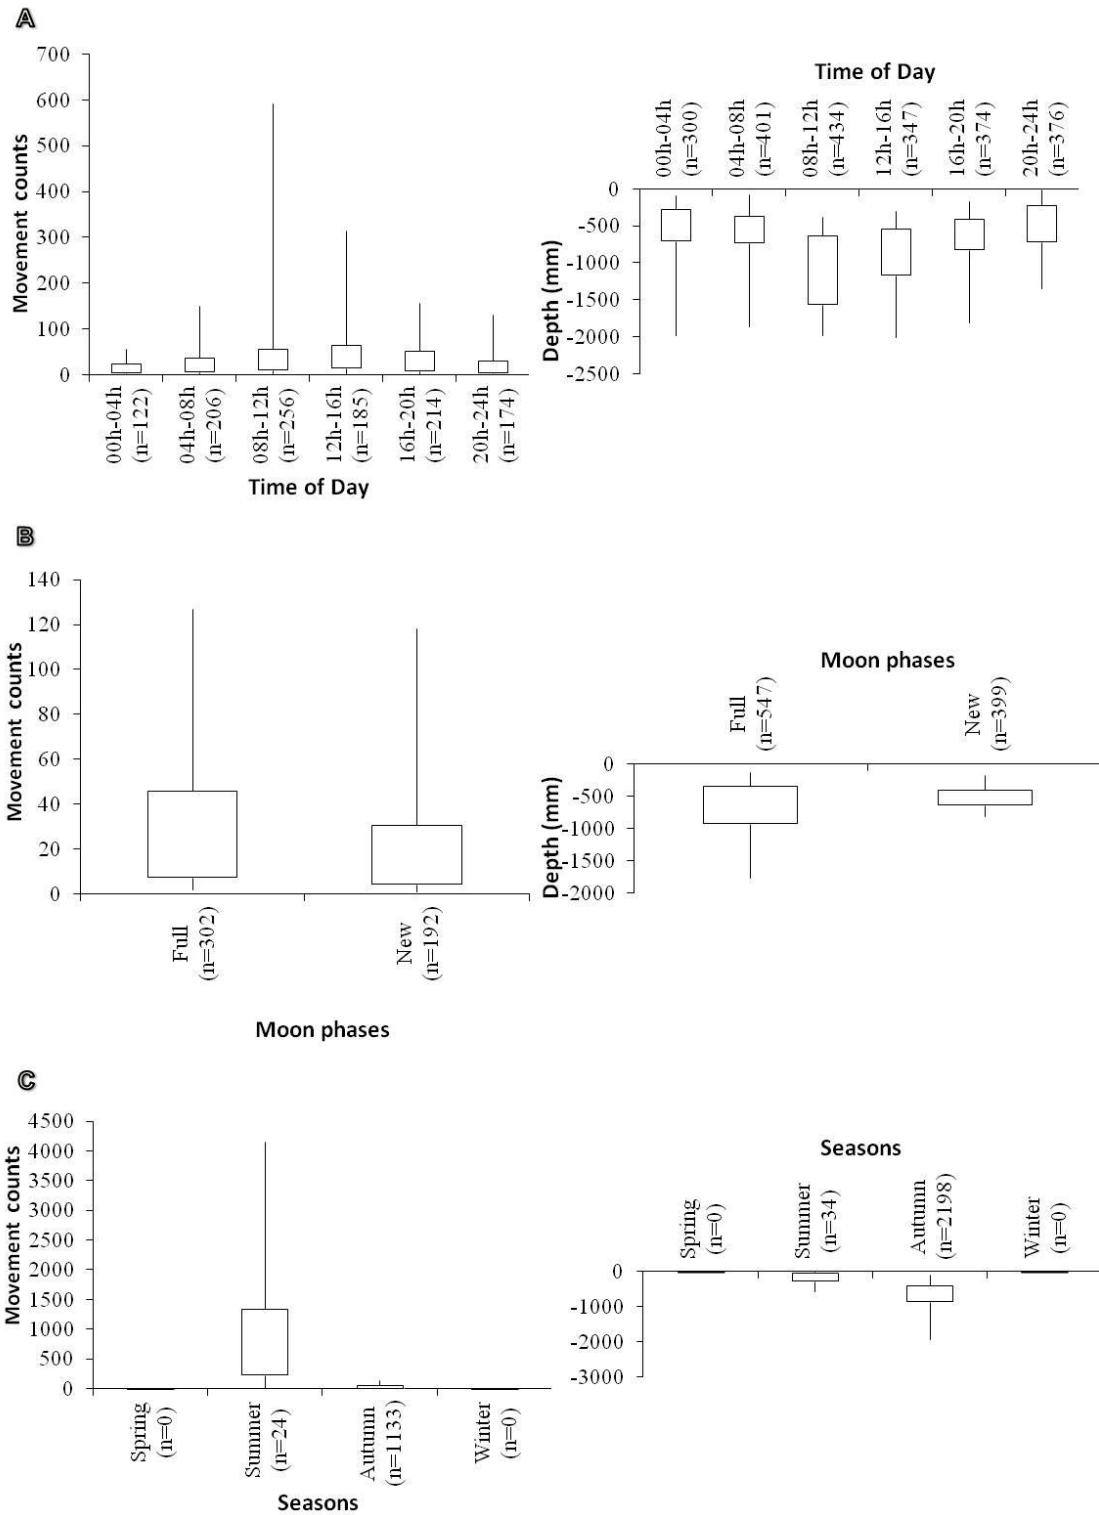 A
700
600
500
400
300
200
100
0
Movement counts
00h-04h
(n=122)
04h-08h
(n=206)
08h-12h
(n=256)
12h-16h
(n=185)
16h-20h
(n=214)
20h-24h
(n=174)
Time of Day
Time of Day
00h-04h
(n=300)
04h-08h
(n=401)
08h-12h
(n=434)
12h-16h
(n=347)
16h-20h
(n=374)
20h-24h
(n=376)
0
-500
-1000
-1500
-2000
-2500
Depth (mm)
B
140
120
100
80
60
40
20
0
Movement counts
Full
(n=302)
New
(n=192)
Moon phases
Moon phases
Full
(n=547)
New
(n=399)
0
-500
-1000
-1500
-2000
Depth (mm)
C
4500
4000
3500
3000
2500
2000
1500
1000
500
0
Movement counts
Spring
(n=0)
Summer
(n=24)
Autumn
(n=1133)
Winter
(n=0)
Seasons
Seasons
Spring
(n=0)
Summer
(n=34)
Autumn
(n=2198)
Winter
(n=0)
0
-1000
-2000
-3000